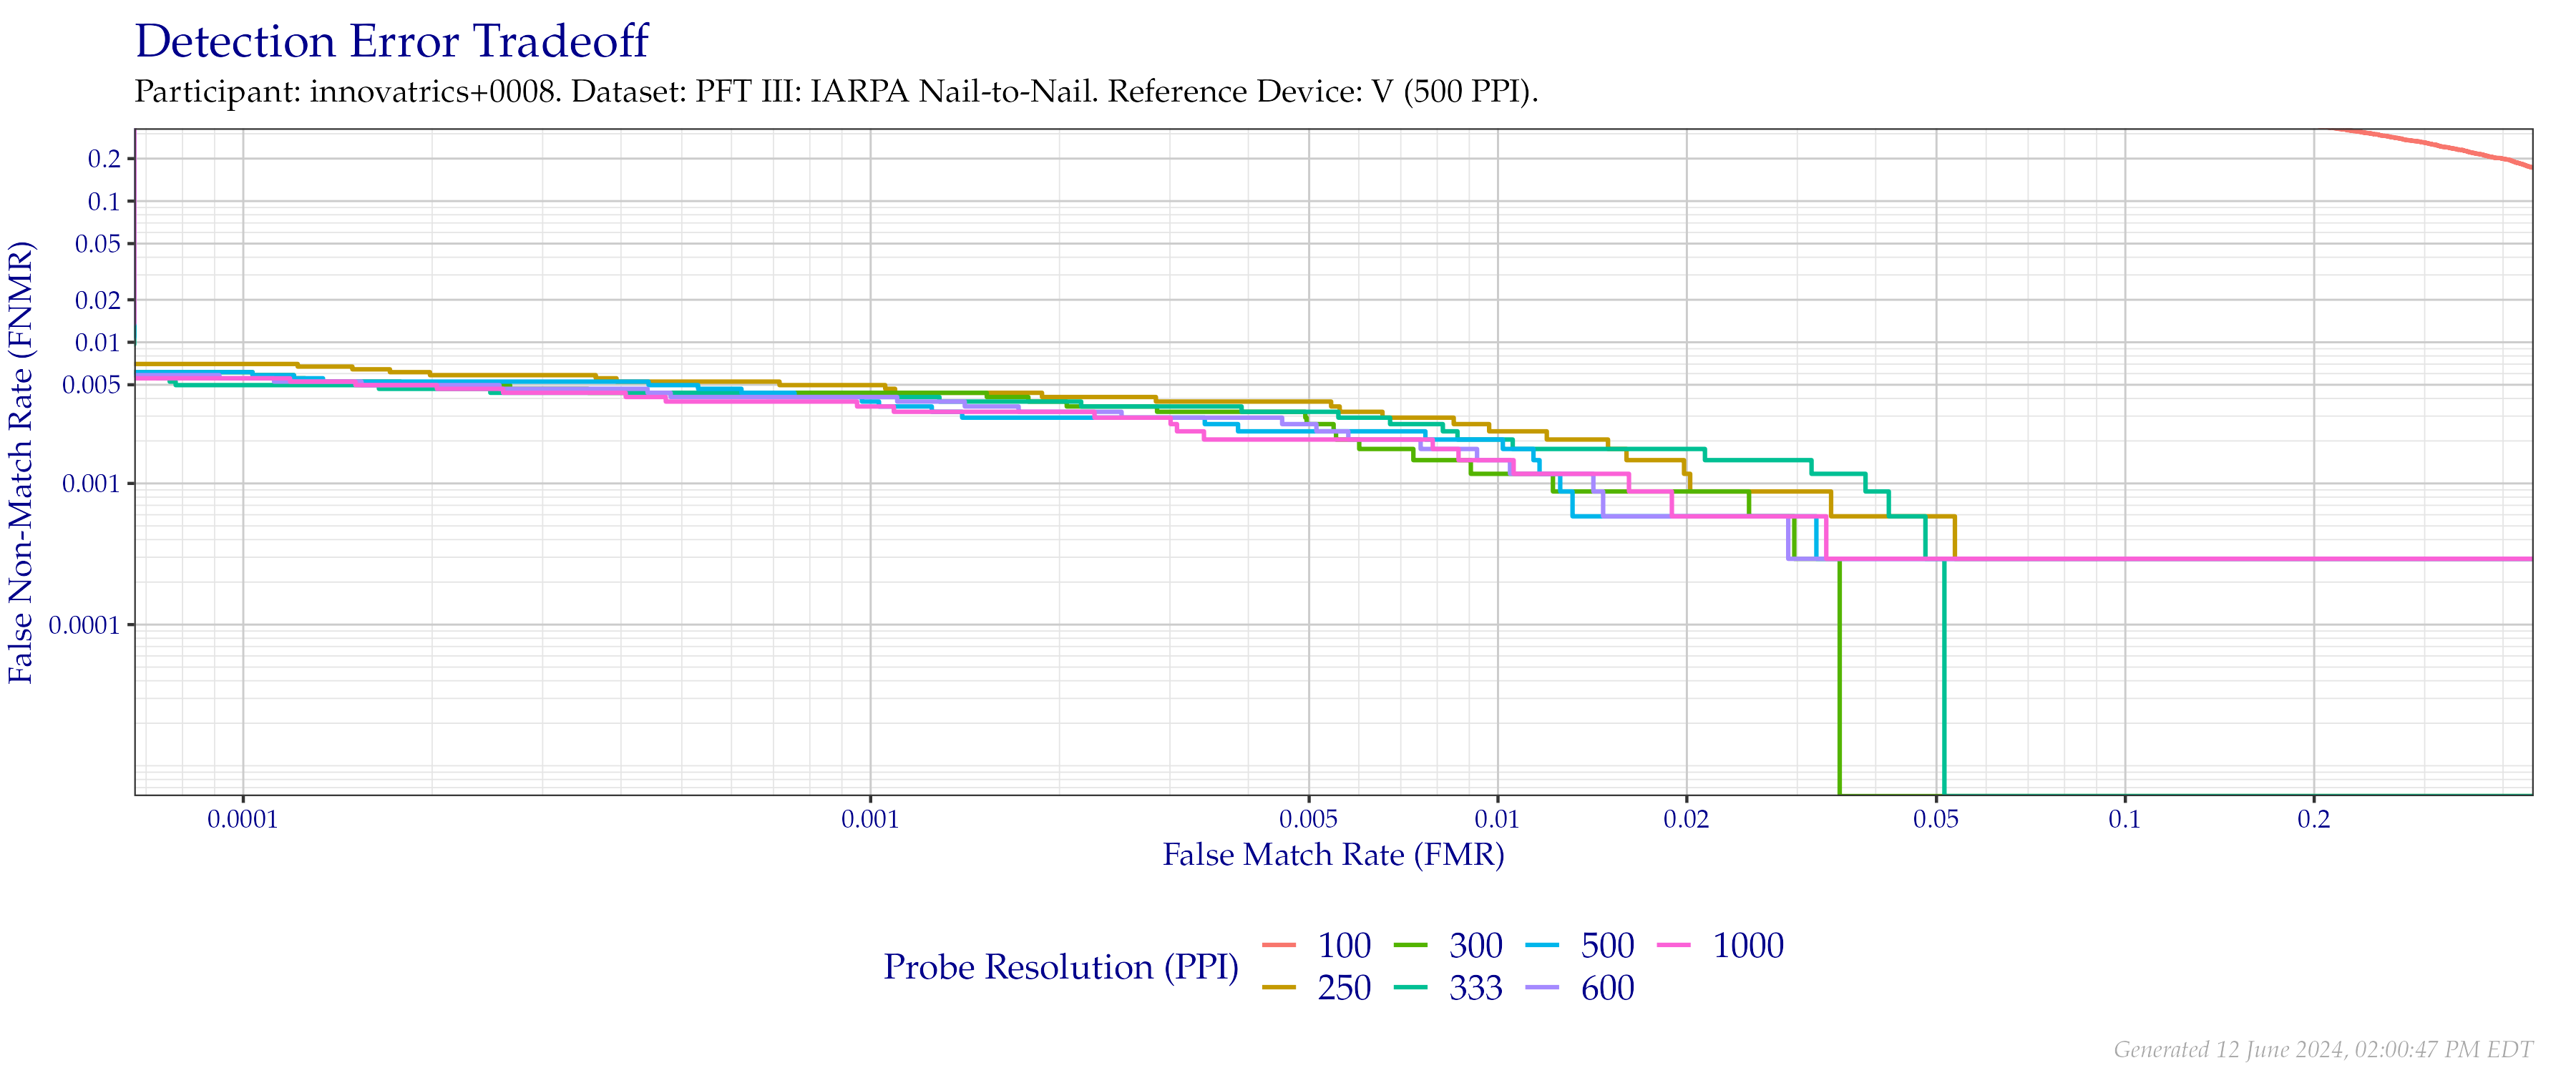 Detection Error Tradeoff
Participant: innovatrics+0008. Dataset: PFT III: IARPA Nail-to-Nail. Reference Device: V (500 PPI).
False Non-Match Rate (FNMR)
0.2
0.1
0.05
0.02
0.01
0.005
0.001
0.0001
0.0001 0.001 0.005 0.01 0.02 0.05 0.1 0.2
False Match Rate (FMR)
Probe Resolution (PPI)
100 300 500 1000
250 333 600
Generated 12 June 2024, 02:00:47 PM EDT